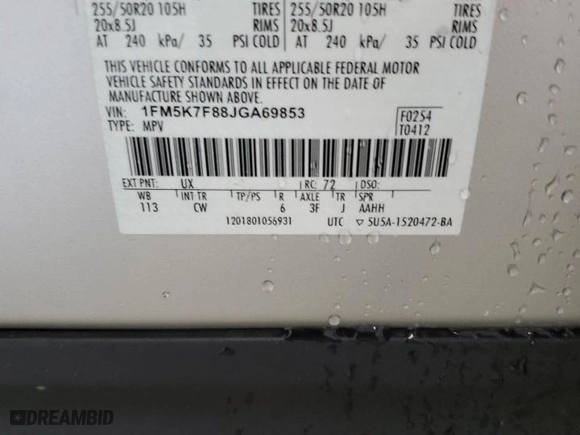 255/50R20 105H TIRES 255/50R20 105H TIRES
20x8.5J RIMS 20x8.5J RIMS
AT 240 kPa/ 35 PSI COLD AT 240 kPa/ 35 PSI COLD
THIS VEHICLE CONFORMS TO ALL APPLICABLE FEDERAL MOTOR
VEHICLE SAFETY STANDARDS IN EFFECT ON THE DATE OF
MANUFACTURE SHOWN ABOVE.
VIN: 1FM5K7F88JGA69853 F0254
TYPE: MPV T0412
EXT PNT: UX RC: 72 DSO:
WB INT TR TP/PS R AXLE TR SPR
113 CW 6 3F J AAHH
1201801056931 UTC ▽ 5U5A-1520472-BA
DREAMBID